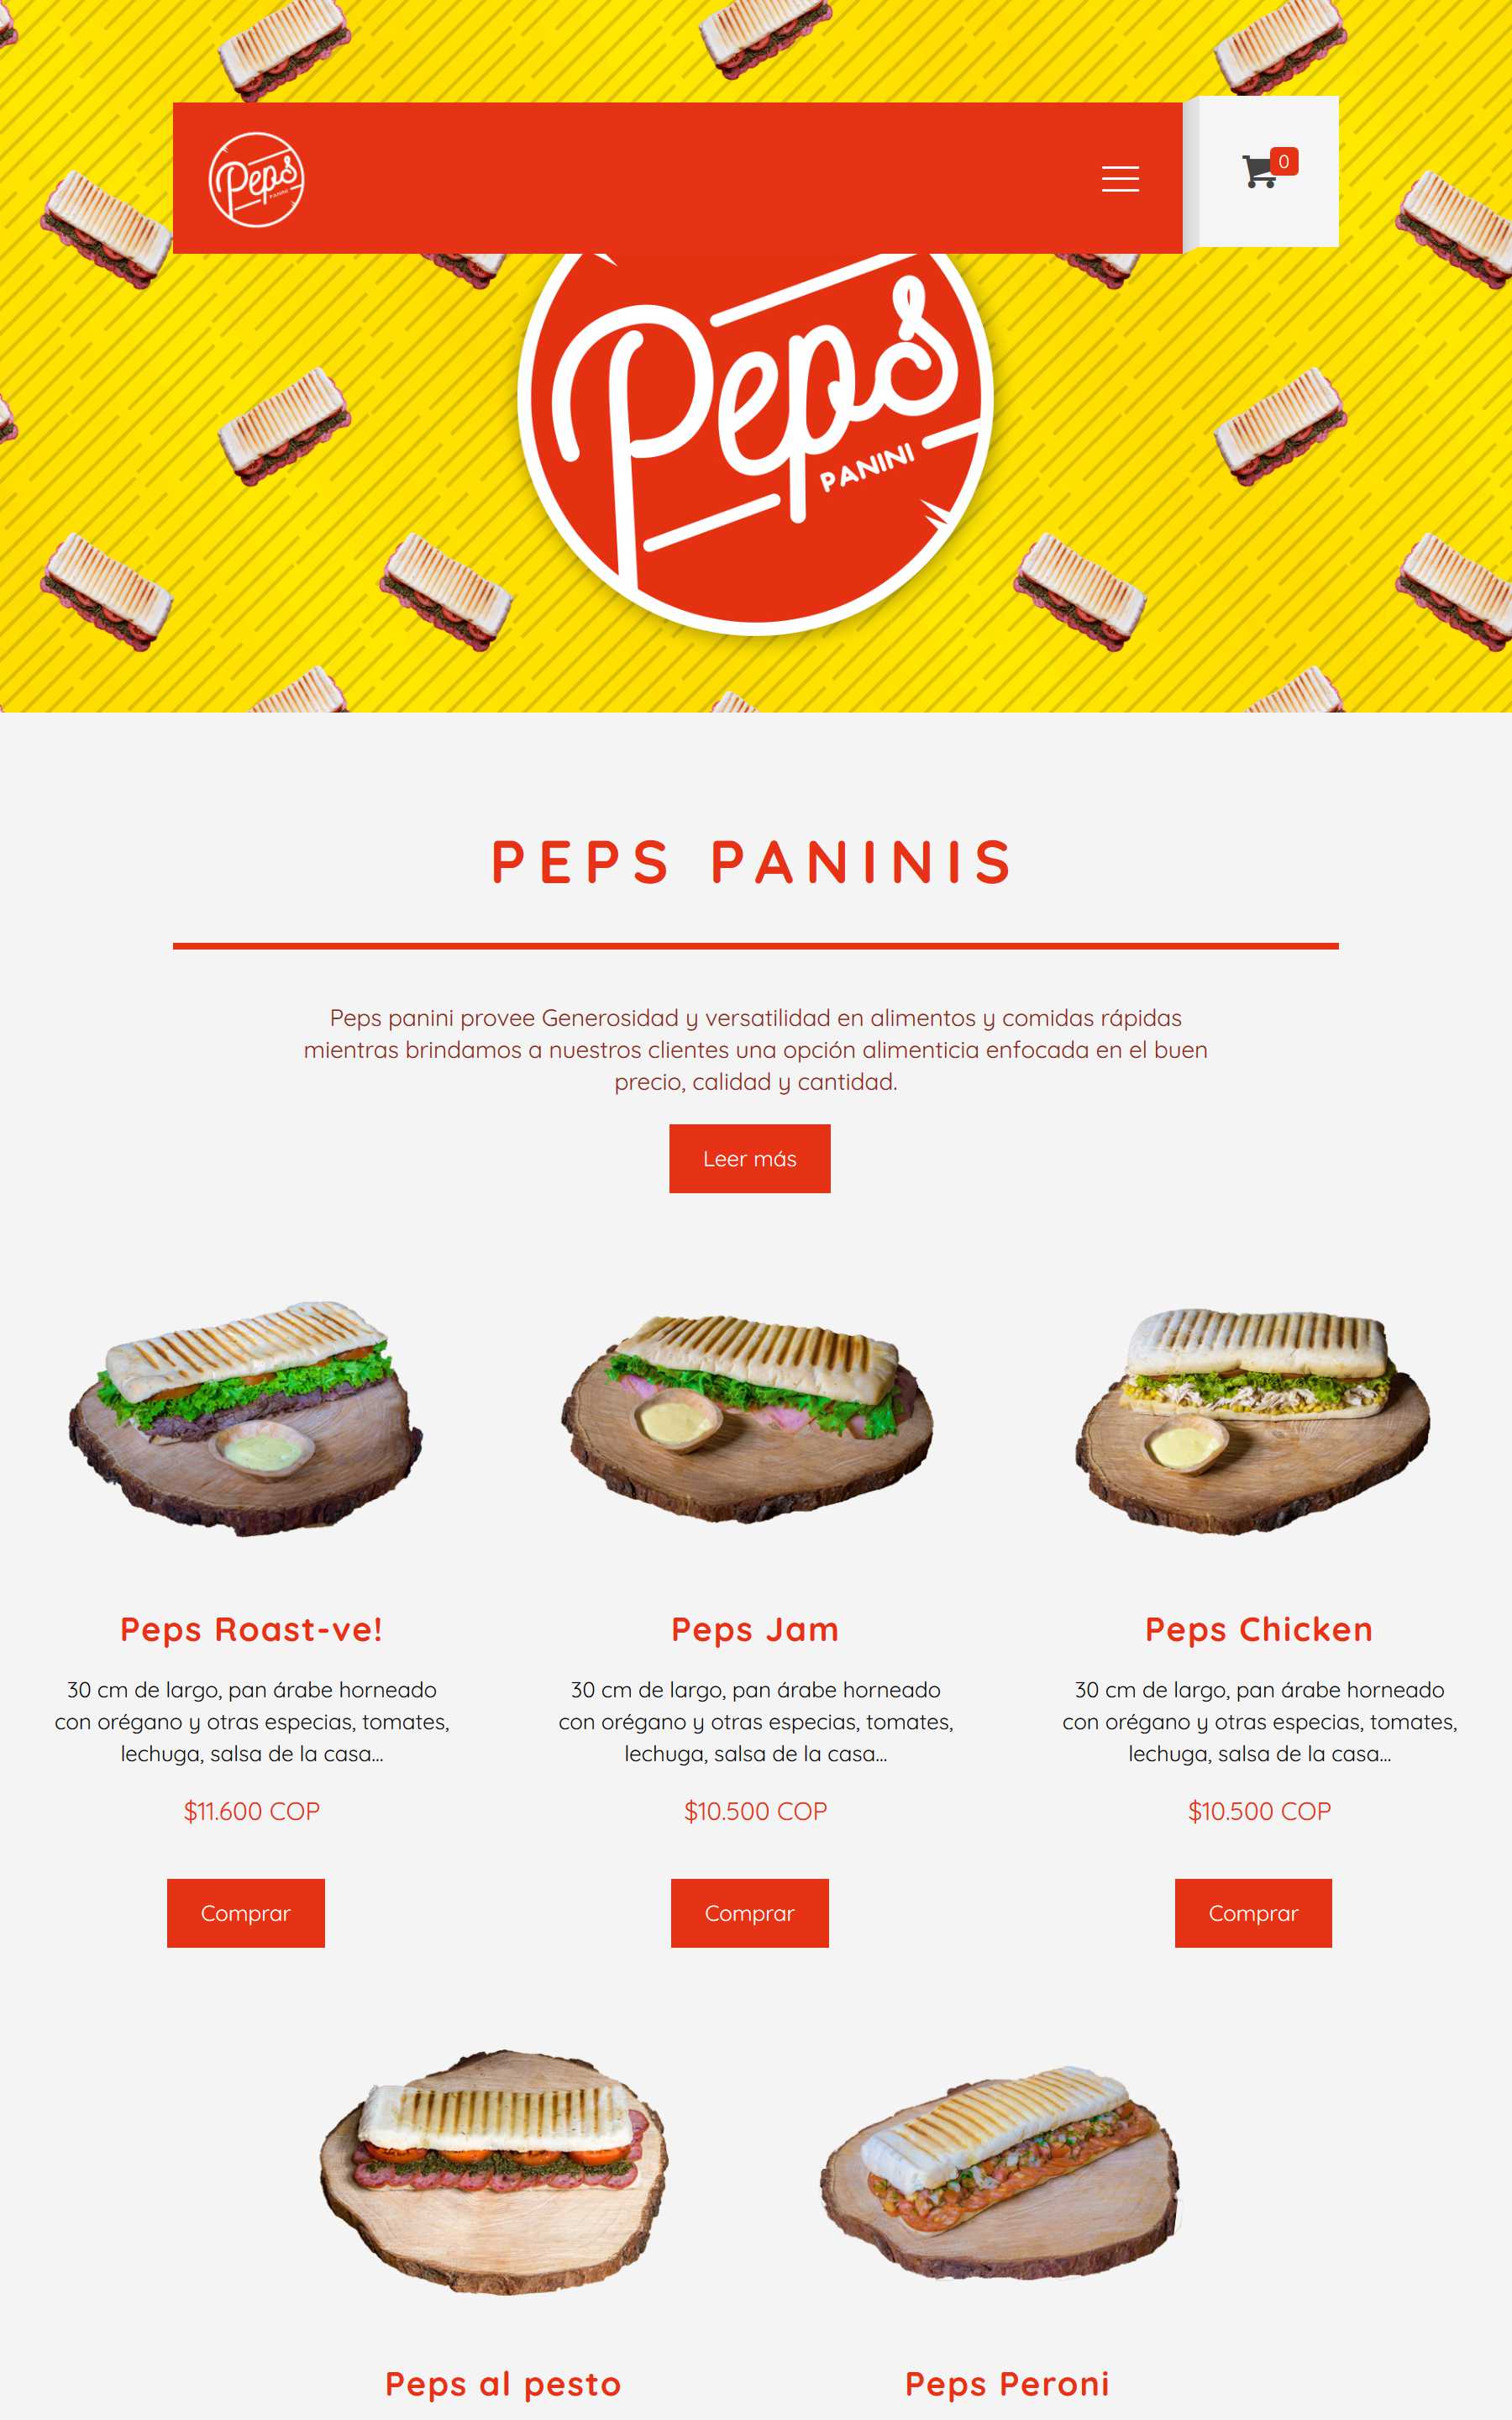 Peps
PANINI
0
Peps
PANINI
PEPS PANINIS
Peps panini provee Generosidad y versatilidad en alimentos y comidas rápidas
mientras brindamos a nuestros clientes una opción alimenticia enfocada en el buen
precio, calidad y cantidad.
Leer más
Peps Roast-ve!
30 cm de largo, pan árabe horneado
con orégano y otras especias, tomates,
lechuga, salsa de la casa...
$11.600 COP
Comprar
Peps Jam
30 cm de largo, pan árabe horneado
con orégano y otras especias, tomates,
lechuga, salsa de la casa...
$10.500 COP
Comprar
Peps Chicken
30 cm de largo, pan árabe horneado
con orégano y otras especias, tomates,
lechuga, salsa de la casa...
$10.500 COP
Comprar
Peps al pesto
Peps Peroni